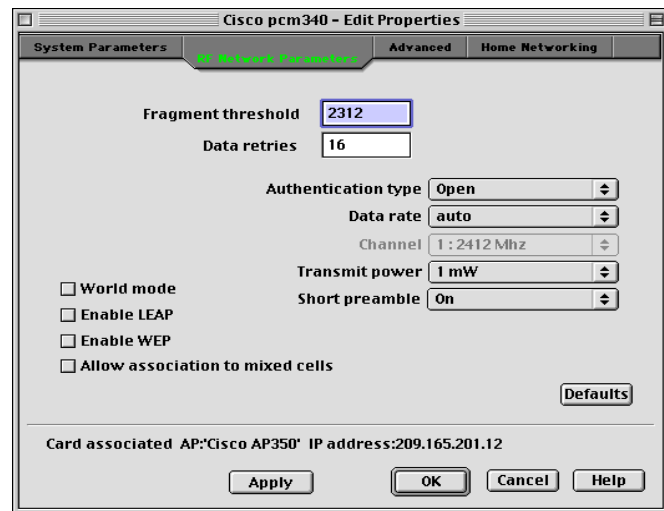 Cisco pcm340 - Edit Properties
System Parameters
RF Network Parameters
Advanced
Home Networking
Fragment threshold 2312
Data retries 16
Authentication type Open
Data rate auto
Channel 1 : 2412 Mhz
Transmit power 1 mW
World mode
Short preamble On
Enable LEAP
Enable WEP
Allow association to mixed cells
Defaults
Card associated AP:'Cisco AP350' IP address:209.165.201.12
Apply OK Cancel Help